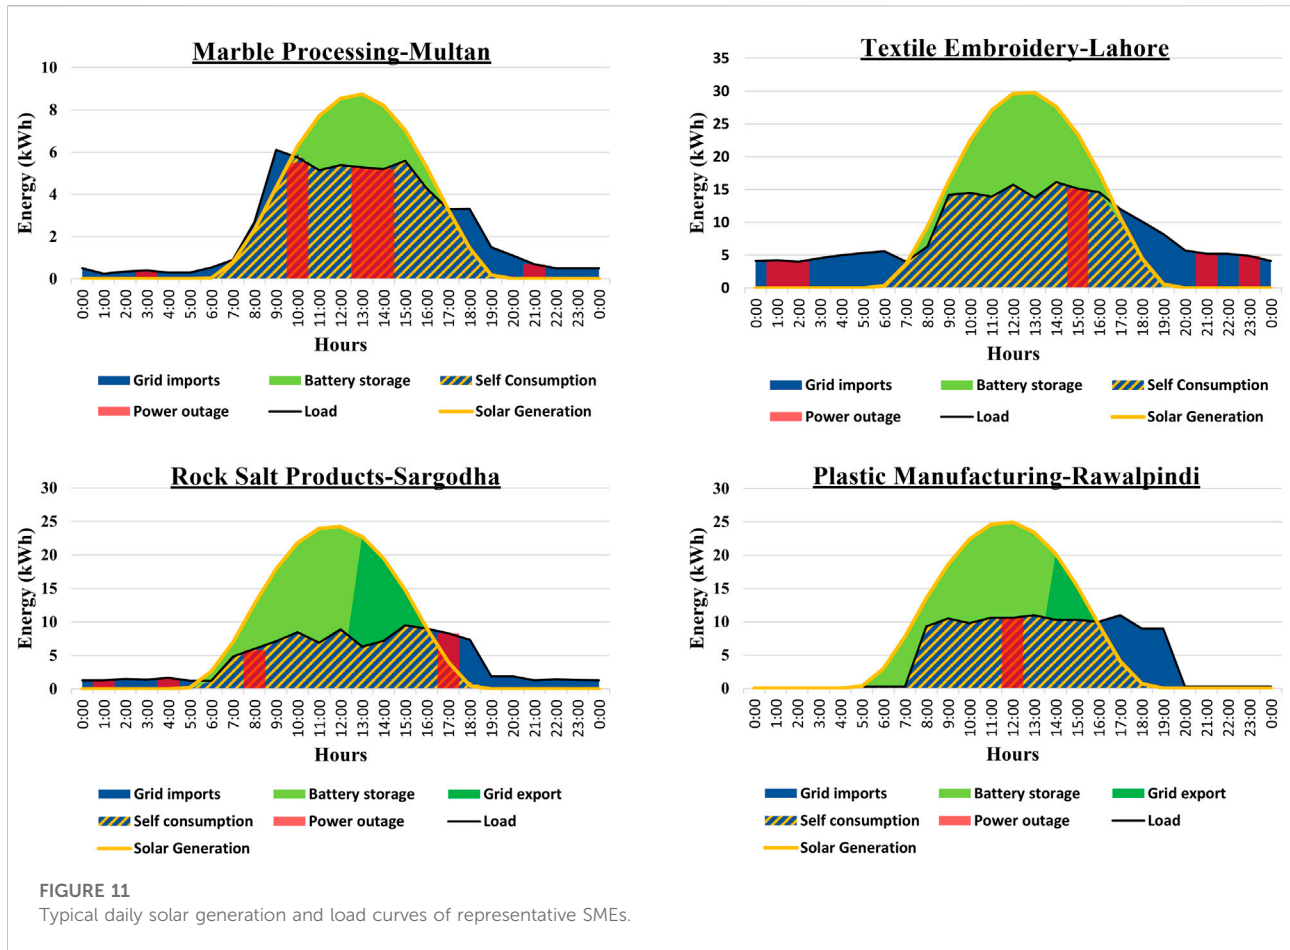 Marble Processing-Multan
Energy (kWh)
10
8
6
4
2
0
0:00 1:00 2:00 3:00 4:00 5:00 6:00 7:00 8:00 9:00 10:00 11:00 12:00 13:00 14:00 15:00 16:00 17:00 18:00 19:00 20:00 21:00 22:00 23:00 0:00
Hours
Grid imports Battery storage Self Consumption
Power outage Load Solar Generation
Textile Embroidery-Lahore
Energy (kWh)
35
30
25
20
15
10
5
0
0:00 1:00 2:00 3:00 4:00 5:00 6:00 7:00 8:00 9:00 10:00 11:00 12:00 13:00 14:00 15:00 16:00 17:00 18:00 19:00 20:00 21:00 22:00 23:00 0:00
Hours
Grid imports Battery storage Self Consumption
Power outage Load Solar Generation
Rock Salt Products-Sargodha
Energy (kWh)
30
25
20
15
10
5
0
0:00 1:00 2:00 3:00 4:00 5:00 6:00 7:00 8:00 9:00 10:00 11:00 12:00 13:00 14:00 15:00 16:00 17:00 18:00 19:00 20:00 21:00 22:00 23:00 0:00
Hours
Grid imports Battery storage Grid export
Self consumption Power outage Load
Solar Generation
Plastic Manufacturing-Rawalpindi
Energy (kWh)
30
25
20
15
10
5
0
0:00 1:00 2:00 3:00 4:00 5:00 6:00 7:00 8:00 9:00 10:00 11:00 12:00 13:00 14:00 15:00 16:00 17:00 18:00 19:00 20:00 21:00 22:00 23:00 0:00
Hours
Grid imports Battery storage Grid export
Self consumption Power outage Load
Solar Generation
FIGURE 11
Typical daily solar generation and load curves of representative SMEs.